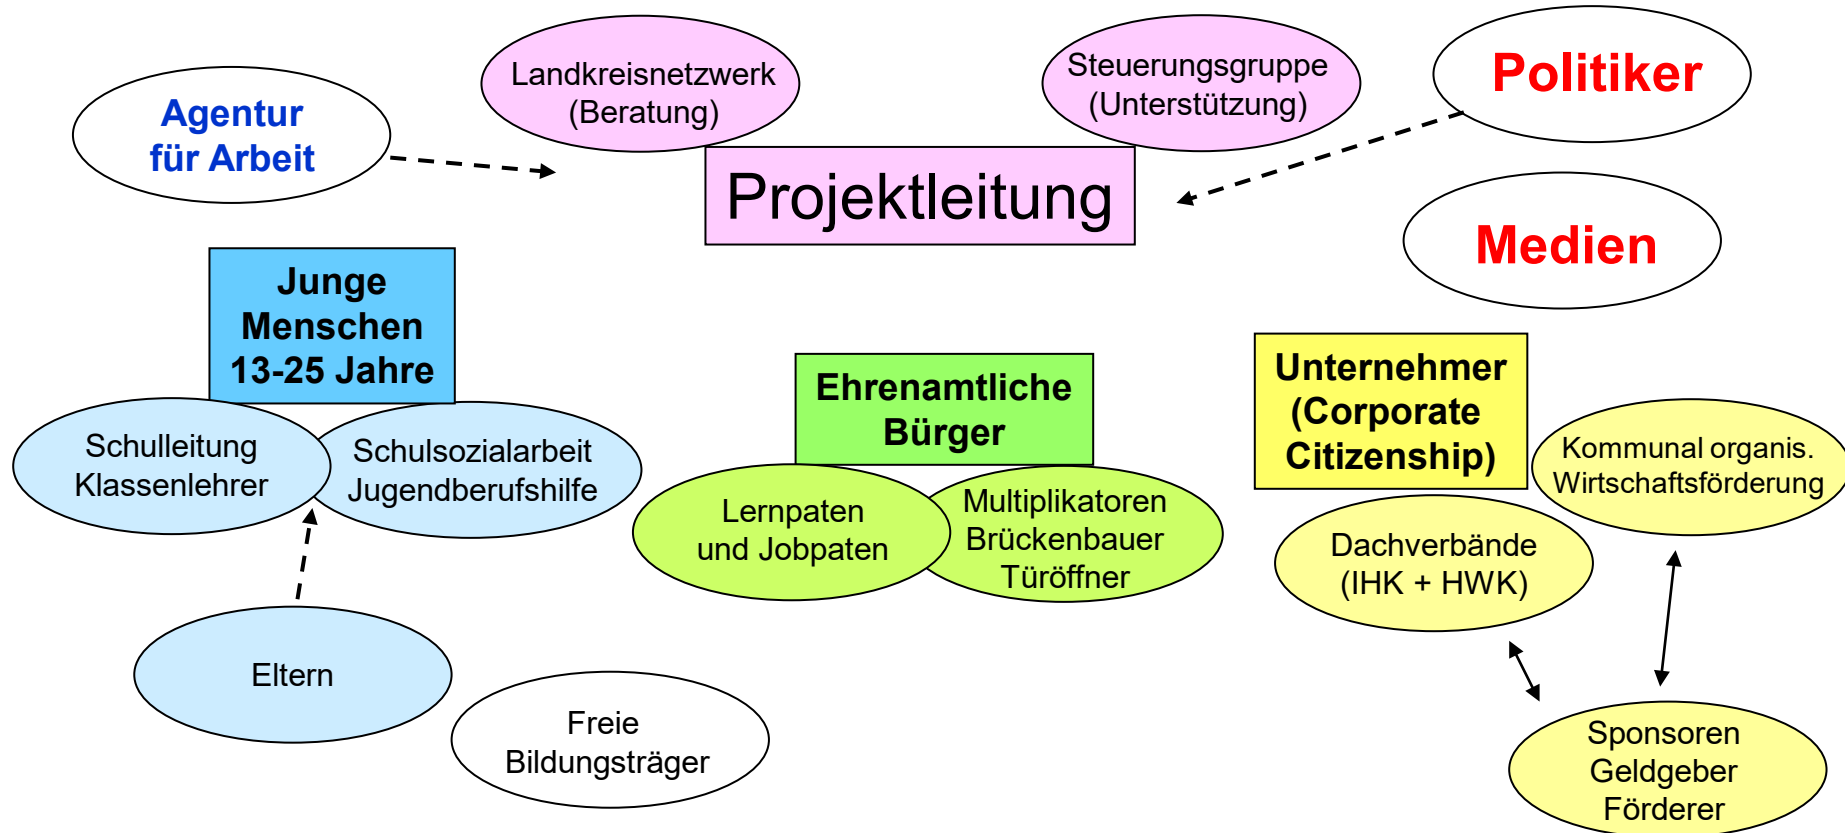 Landkreisnetzwerk
(Beratung)
Steuerungsgruppe
(Unterstützung)
Politiker
Agentur
für Arbeit
Projektleitung
Medien
Junge
Menschen
13-25 Jahre
Schulleitung
Klassenlehrer
Schulsozialarbeit
Jugendberufshilfe
Ehrenamtliche
Bürger
Lernpaten
und Jobpaten
Multiplikatoren
Brückenbauer
Türöffner
Unternehmer
(Corporate
Citizenship)
Kommunal organis.
Wirtschaftsförderung
Dachverbände
(IHK + HWK)
Eltern
Freie
Bildungsträger
Sponsoren
Geldgeber
Förderer